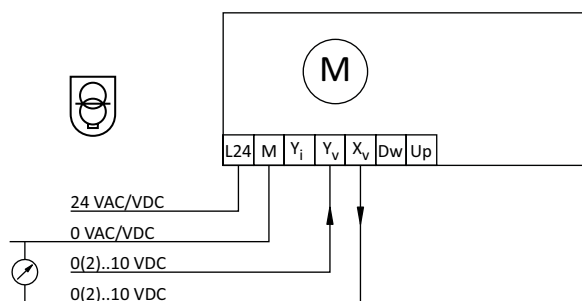 M
L24 M Yi Yv Xv Dw Up
24 VAC/VDC
0 VAC/VDC
0(2)..10 VDC
0(2)..10 VDC